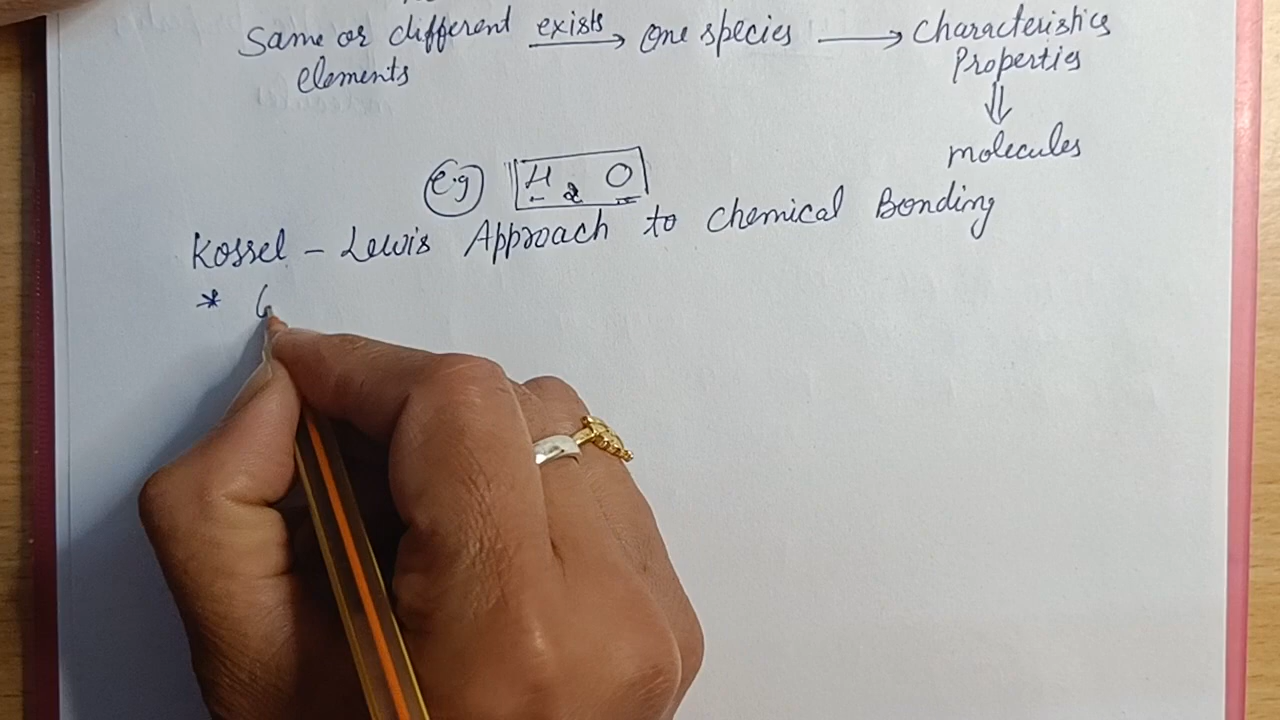 Same or different exists → One species → Characteristics
elements Properties
⇓
molecules
e.g H2O
Kossel - Lewis Approach to Chemical Bonding
*